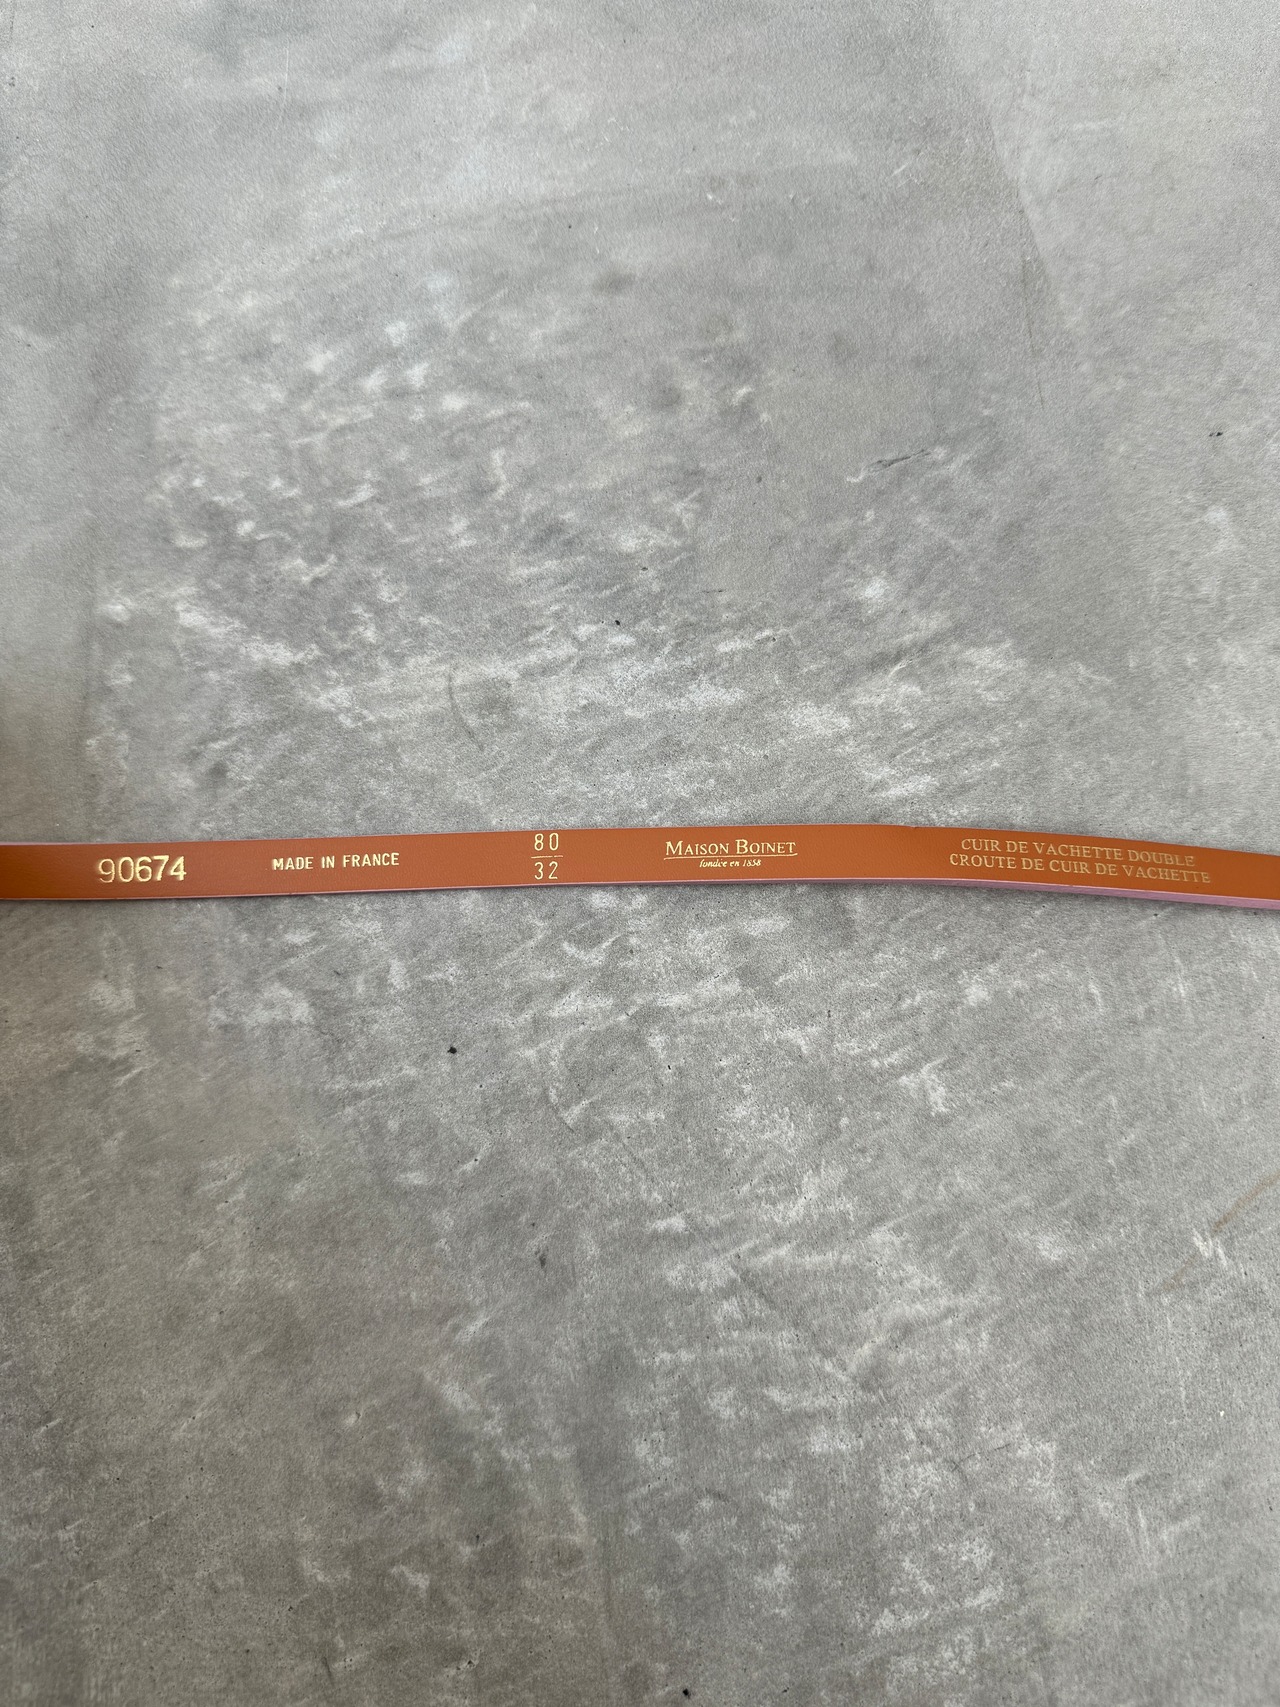 90674
MADE IN FRANCE
80
32
MAISON BOINET
fondée en 1858
CUIR DE VACHETTE DOUBLE
CROUTE DE CUIR DE VACHETTE